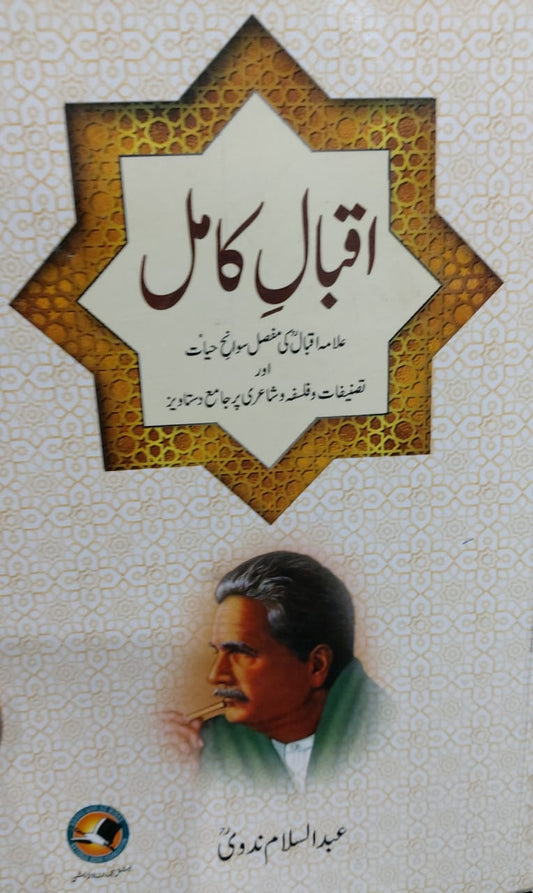 اقبالِ کامل
علامہ اقبالؒ کی مفصل سوانح حیات
اور
تصنیفات و فلسفہ و شاعری پر جامع دستاویز
عبدالسلام ندویؒ